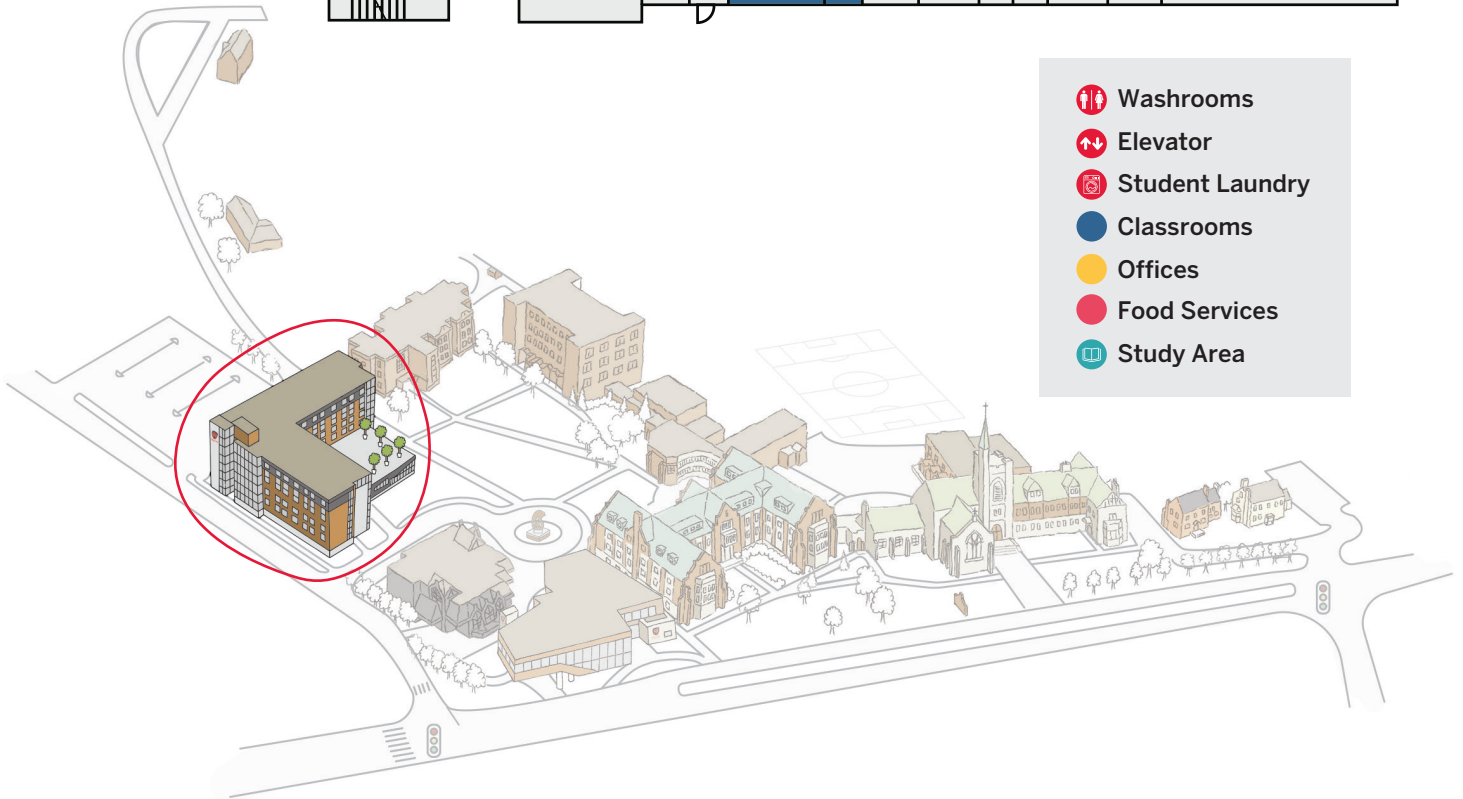 Washrooms
Elevator
Student Laundry
Classrooms
Offices
Food Services
Study Area